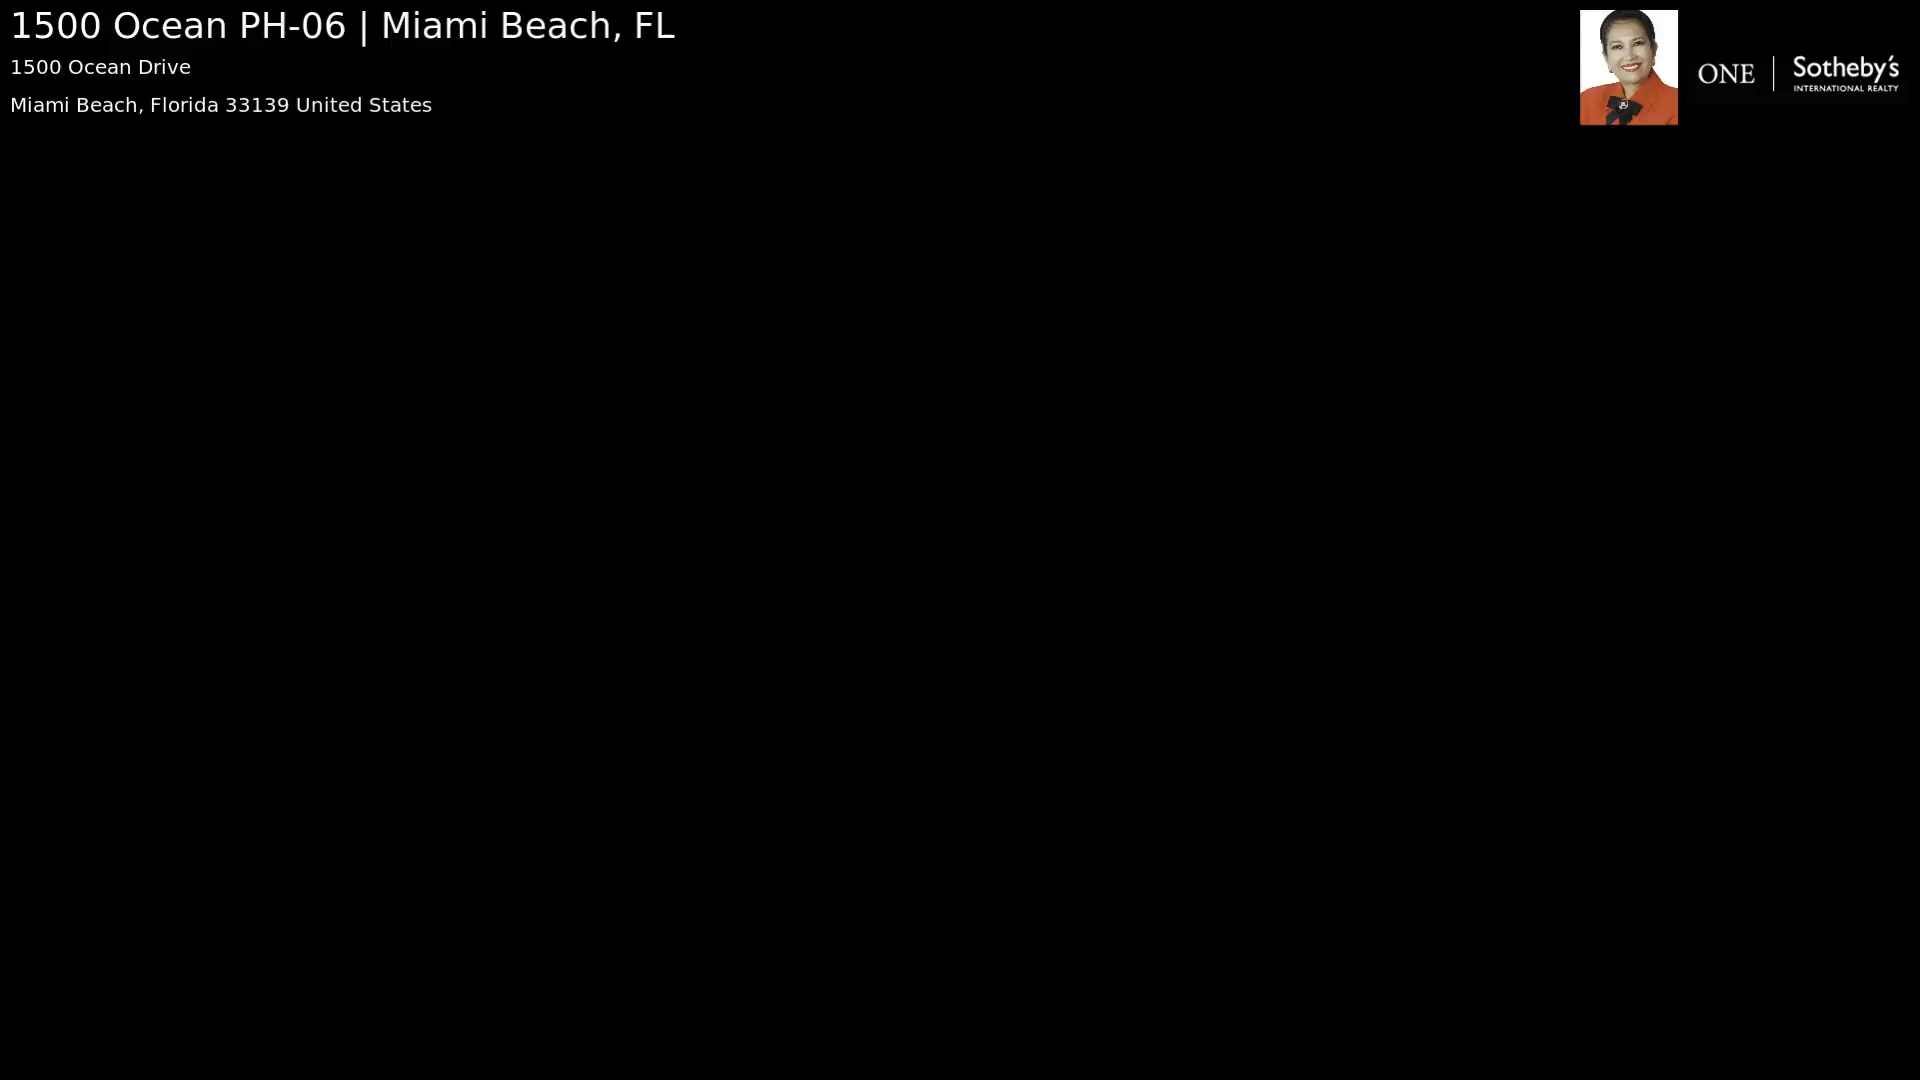 1500 Ocean PH-06 | Miami Beach, FL
1500 Ocean Drive
Miami Beach, Florida 33139 United States
ONE | Sotheby's
INTERNATIONAL REALTY